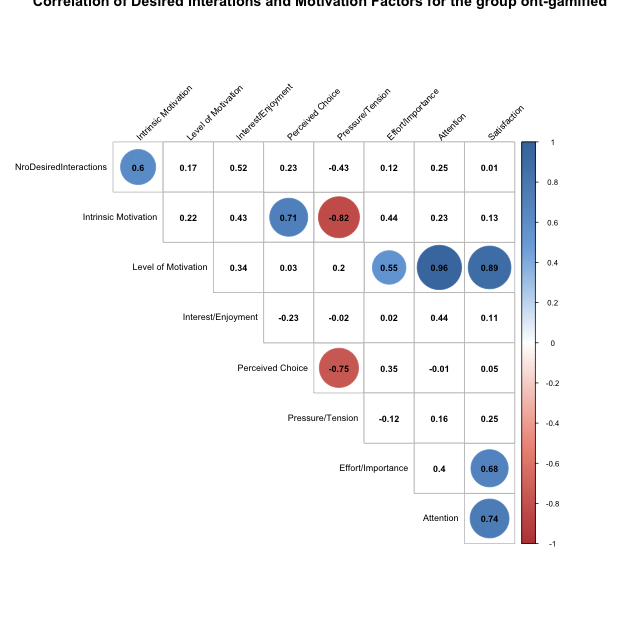 Correlation of Desired Interations and Motivation Factors for the group ont-gamified
Intrinsic Motivation
Level of Motivation
Interest/Enjoyment
Perceived Choice
Pressure/Tension
Effort/Importance
Attention
Satisfaction
NroDesiredInteractions 0.6 0.17 0.52 0.23 -0.43 0.12 0.25 0.01
Intrinsic Motivation 0.22 0.43 0.71 -0.82 0.44 0.23 0.13
Level of Motivation 0.34 0.03 0.2 0.55 0.96 0.89
Interest/Enjoyment -0.23 -0.02 0.02 0.44 0.11
Perceived Choice -0.75 0.35 -0.01 0.05
Pressure/Tension -0.12 0.16 0.25
Effort/Importance 0.4 0.68
Attention 0.74
1
0.8
0.6
0.4
0.2
0
-0.2
-0.4
-0.6
-0.8
-1